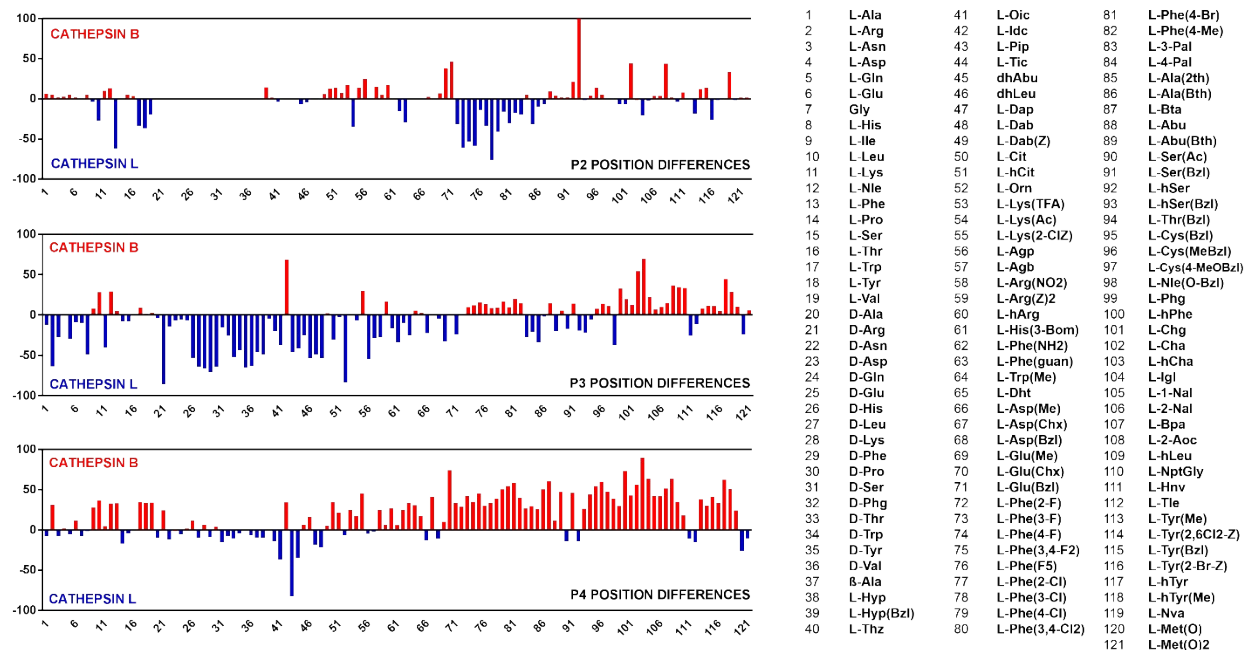 100
CATHEPSIN B
50
0
-50
CATHEPSIN L
P2 POSITION DIFFERENCES
-100
1 6 11 16 21 26 31 36 41 46 51 56 61 66 71 76 81 86 91 96 101 106 111 116 121
100
CATHEPSIN B
50
0
-50
CATHEPSIN L
P3 POSITION DIFFERENCES
-100
1 6 11 16 21 26 31 36 41 46 51 56 61 66 71 76 81 86 91 96 101 106 111 116 121
100
CATHEPSIN B
50
0
-50
CATHEPSIN L
P4 POSITION DIFFERENCES
-100
1 6 11 16 21 26 31 36 41 46 51 56 61 66 71 76 81 86 91 96 101 106 111 116 121
1 L-Ala
2 L-Arg
3 L-Asn
4 L-Asp
5 L-Gln
6 L-Glu
7 Gly
8 L-His
9 L-Ile
10 L-Leu
11 L-Lys
12 L-Nle
13 L-Phe
14 L-Pro
15 L-Ser
16 L-Thr
17 L-Trp
18 L-Tyr
19 L-Val
20 D-Ala
21 D-Arg
22 D-Asn
23 D-Asp
24 D-Gln
25 D-Glu
26 D-His
27 D-Leu
28 D-Lys
29 D-Phe
30 D-Pro
31 D-Ser
32 D-Phg
33 D-Thr
34 D-Trp
35 D-Tyr
36 D-Val
37 ß-Ala
38 L-Hyp
39 L-Hyp(Bzl)
40 L-Thz
41 L-Oic
42 L-Idc
43 L-Pip
44 L-Tic
45 dhAbu
46 dhLeu
47 L-Dap
48 L-Dab
49 L-Dab(Z)
50 L-Cit
51 L-hCit
52 L-Orn
53 L-Lys(TFA)
54 L-Lys(Ac)
55 L-Lys(2-ClZ)
56 L-Agp
57 L-Agb
58 L-Arg(NO2)
59 L-Arg(Z)2
60 L-hArg
61 L-His(3-Bom)
62 L-Phe(NH2)
63 L-Phe(guan)
64 L-Trp(Me)
65 L-Dht
66 L-Asp(Me)
67 L-Asp(Chx)
68 L-Asp(Bzl)
69 L-Glu(Me)
70 L-Glu(Chx)
71 L-Glu(Bzl)
72 L-Phe(2-F)
73 L-Phe(3-F)
74 L-Phe(4-F)
75 L-Phe(3,4-F2)
76 L-Phe(F5)
77 L-Phe(2-Cl)
78 L-Phe(3-Cl)
79 L-Phe(4-Cl)
80 L-Phe(3,4-Cl2)
81 L-Phe(4-Br)
82 L-Phe(4-Me)
83 L-3-Pal
84 L-4-Pal
85 L-Ala(2th)
86 L-Ala(Bth)
87 L-Bta
88 L-Abu
89 L-Abu(Bth)
90 L-Ser(Ac)
91 L-Ser(Bzl)
92 L-hSer
93 L-hSer(Bzl)
94 L-Thr(Bzl)
95 L-Cys(Bzl)
96 L-Cys(MeBzl)
97 L-Cys(4-MeOBzl)
98 L-Nle(O-Bzl)
99 L-Phg
100 L-hPhe
101 L-Chg
102 L-Cha
103 L-hCha
104 L-Igl
105 L-1-Nal
106 L-2-Nal
107 L-Bpa
108 L-2-Aoc
109 L-hLeu
110 L-NptGly
111 L-Hnv
112 L-Tle
113 L-Tyr(Me)
114 L-Tyr(2,6Cl2-Z)
115 L-Tyr(Bzl)
116 L-Tyr(2-Br-Z)
117 L-hTyr
118 L-hTyr(Me)
119 L-Nva
120 L-Met(O)
121 L-Met(O)2